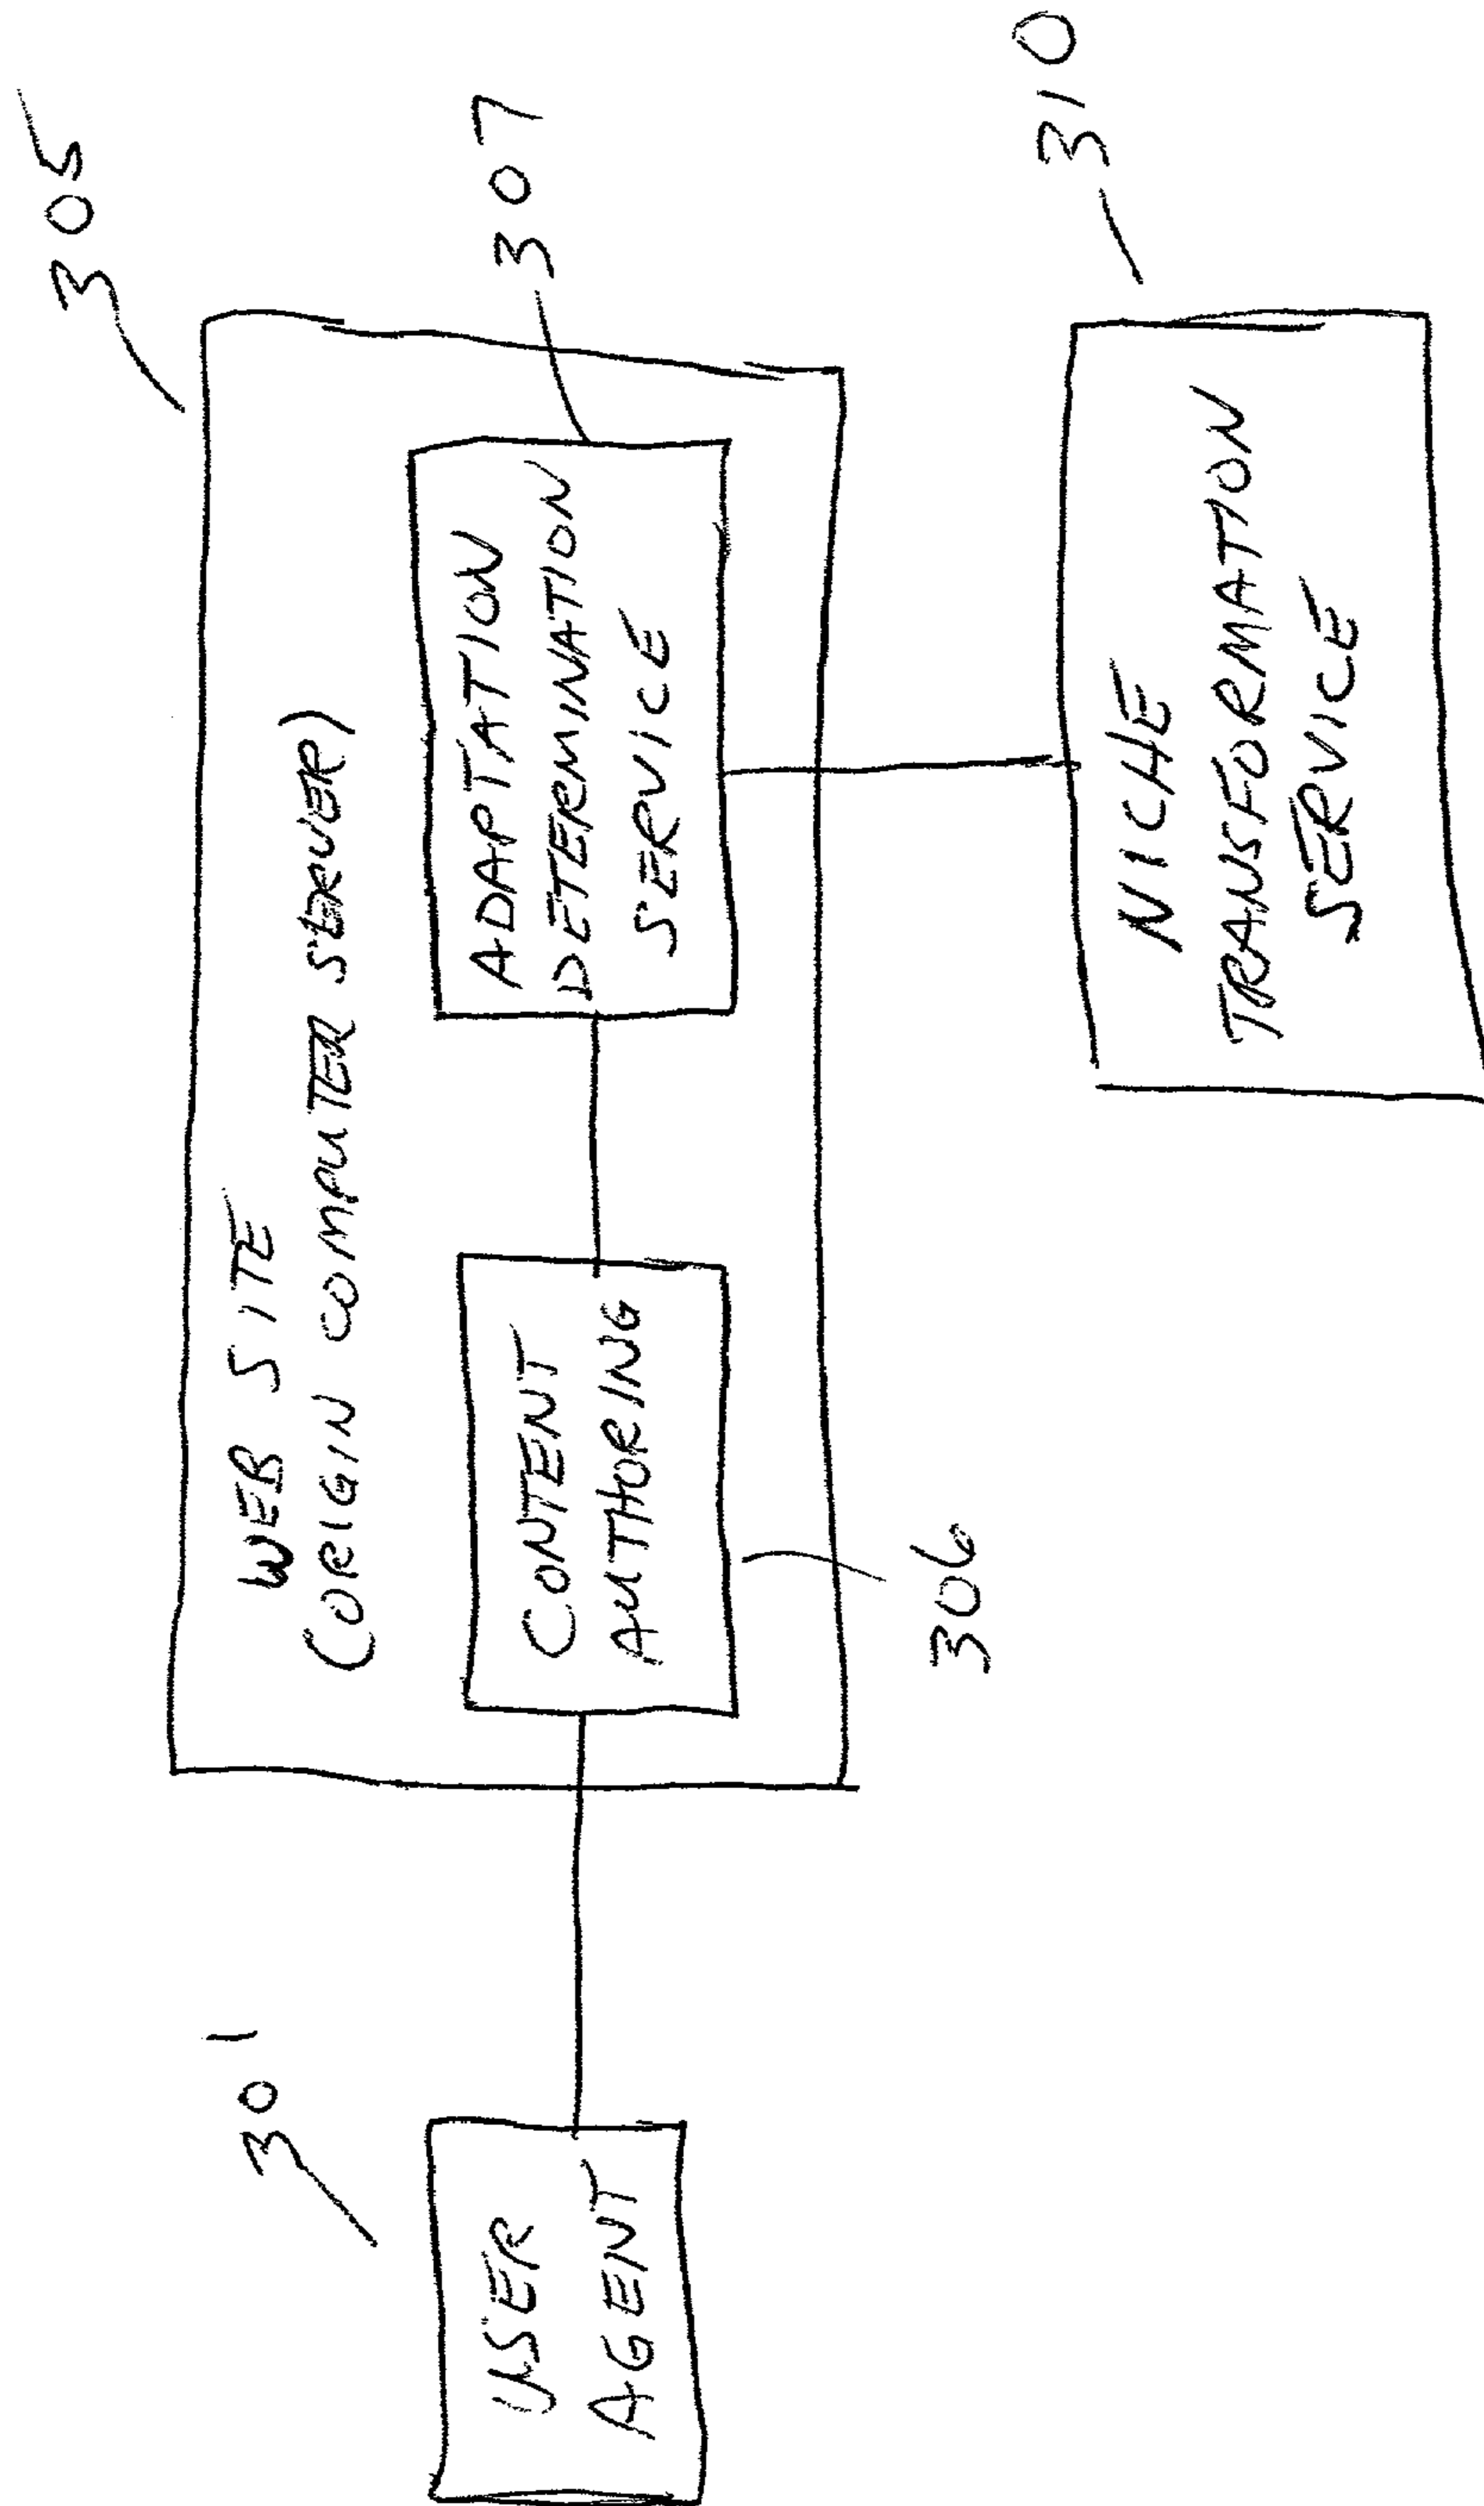 305
WEB SITE
(ORIGIN COMPUTER SERVER)
301
307
USER
AGENT
CONTENT
AUTHORING
ADAPTATION
DETERMINATION
SERVICE
306
310
NICHE
TRANSFORMATION
SERVICE